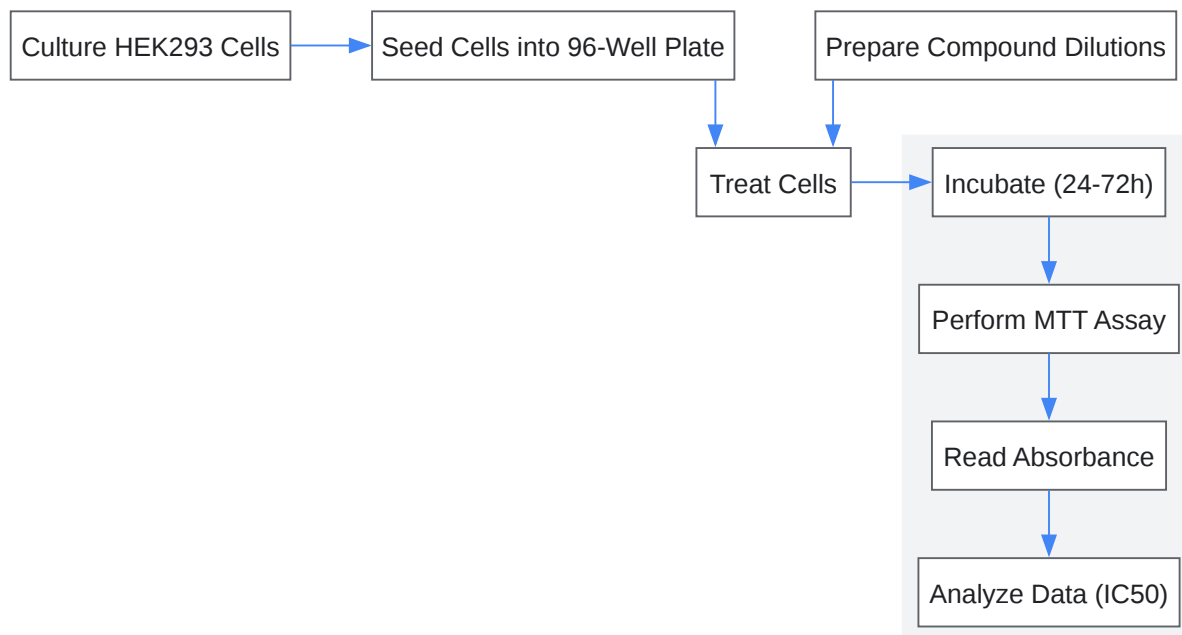 Culture HEK293 Cells
Seed Cells into 96-Well Plate
Prepare Compound Dilutions
Treat Cells
Incubate (24-72h)
Perform MTT Assay
Read Absorbance
Analyze Data (IC50)